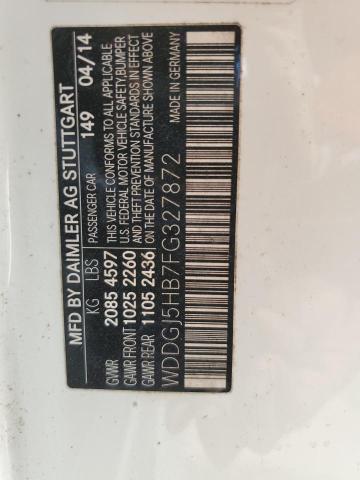 MFD BY DAIMLER AG STUTTGART
PASSENGER CAR 149 04/14
KG LBS
GVWR 2085 4597
GAWR FRONT 1025 2260
GAWR REAR 1105 2436
THIS VEHICLE CONFORMS TO ALL APPLICABLE
U.S. FEDERAL MOTOR VEHICLE SAFETY,BUMPER
AND THEFT PREVENTION STANDARDS IN EFFECT
ON THE DATE OF MANUFACTURE SHOWN ABOVE
MADE IN GERMANY
WDDGJ5HB7FG327872